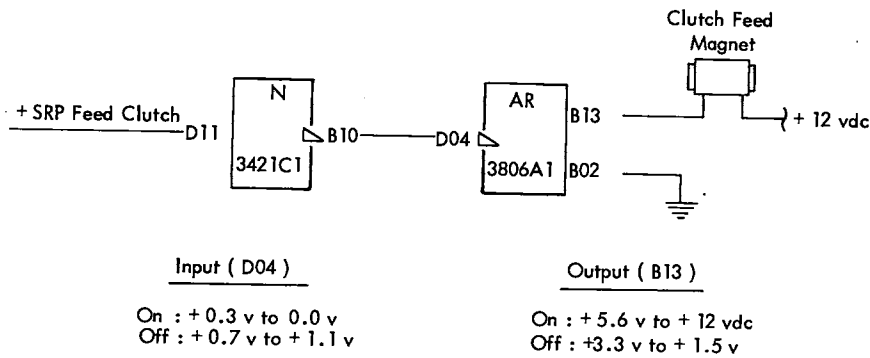 Clutch Feed
Magnet
+ SRP Feed Clutch
D11
N
3421C1
B10
D04
AR
3806A1
B13
B02
+ 12 vdc
Input ( D04 )
On : + 0.3 v to 0.0 v
Off : + 0.7 v to + 1.1 v
Output ( B13 )
On : + 5.6 v to + 12 vdc
Off : +3.3 v to + 1.5 v